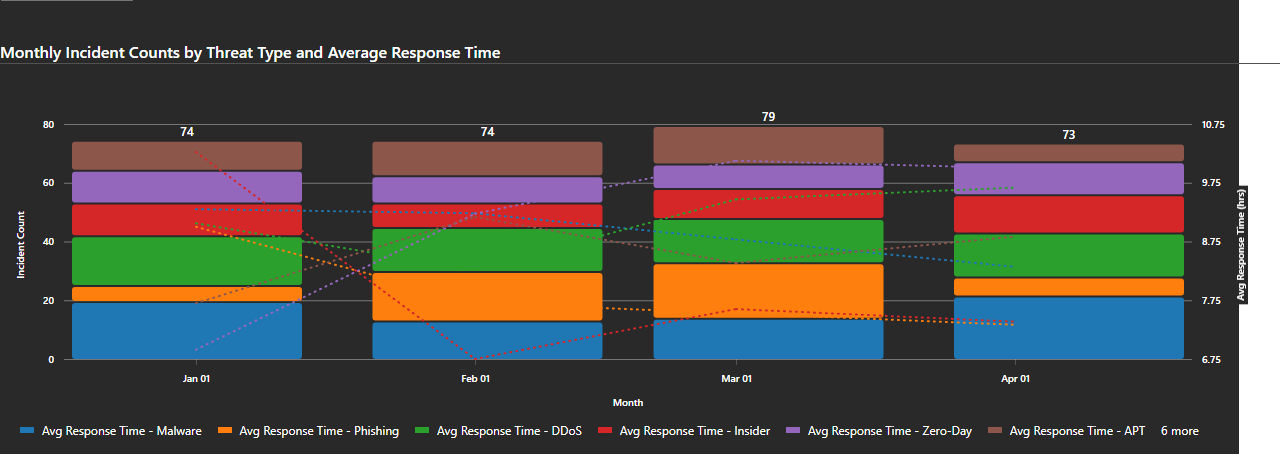 Monthly Incident Counts by Threat Type and Average Response Time
74
74
79
73
80
60
40
20
0
Incident Count
10.75
9.75
8.75
7.75
6.75
Avg Response Time (hrs)
Jan 01
Feb 01
Mar 01
Apr 01
Month
Avg Response Time - Malware
Avg Response Time - Phishing
Avg Response Time - DDoS
Avg Response Time - Insider
Avg Response Time - Zero-Day
Avg Response Time - APT
6 more